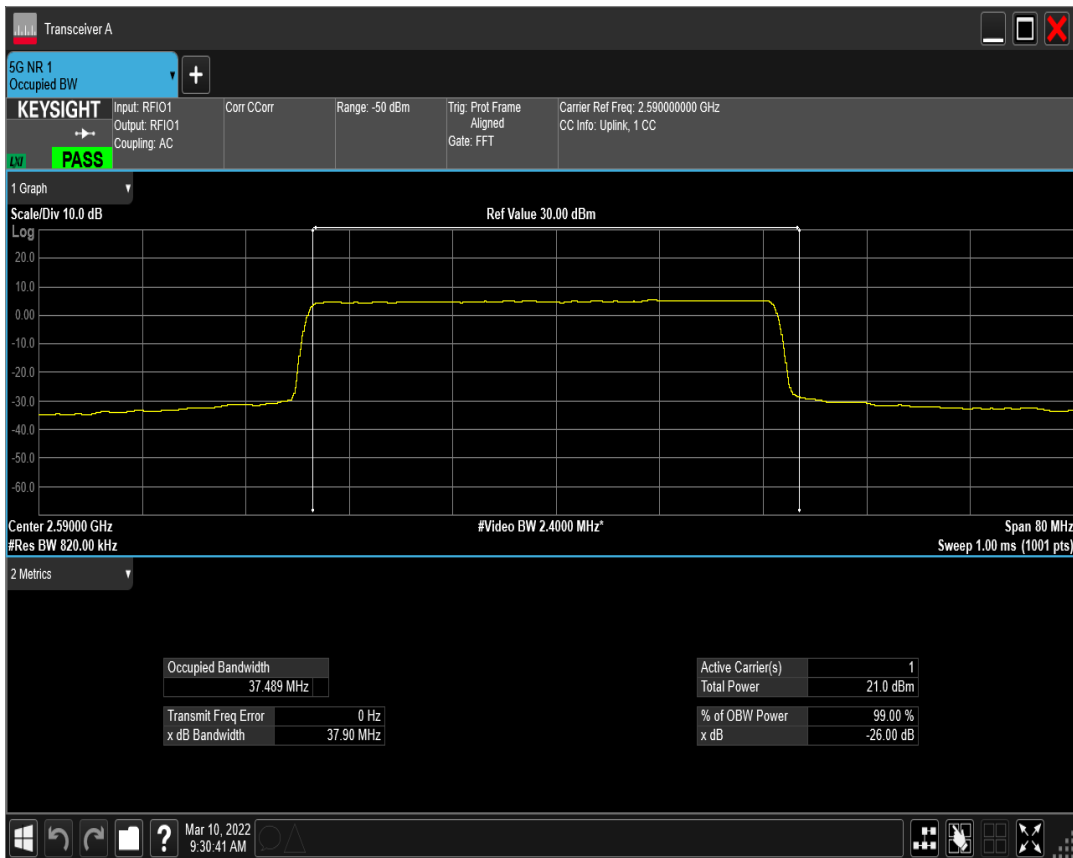 Transceiver A
5G NR 1
Occupied BW
+
KEYSIGHT
LXI
PASS
Input: RFIO1
Output: RFIO1
Coupling: AC
Corr CCorr
Range: -50 dBm
Trig: Prot Frame
Aligned
Gate: FFT
Carrier Ref Freq: 2.590000000 GHz
CC Info: Uplink, 1 CC
1 Graph
Scale/Div 10.0 dB
Ref Value 30.00 dBm
Log
20.0
10.0
0.00
-10.0
-20.0
-30.0
-40.0
-50.0
-60.0
Center 2.59000 GHz
#Video BW 2.4000 MHz*
Span 80 MHz
#Res BW 820.00 kHz
Sweep 1.00 ms (1001 pts)
2 Metrics
Occupied Bandwidth
37.489 MHz
Transmit Freq Error 0 Hz
x dB Bandwidth 37.90 MHz
Active Carrier(s) 1
Total Power 21.0 dBm
% of OBW Power 99.00 %
x dB -26.00 dB
?
Mar 10, 2022
9:30:41 AM